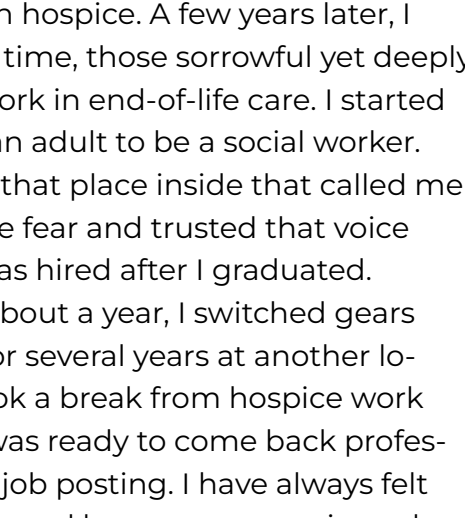 n hospice. A few years later, I
time, those sorrowful yet deeply
ork in end-of-life care. I started
an adult to be a social worker.
that place inside that called me
e fear and trusted that voice
as hired after I graduated.
bout a year, I switched gears
or several years at another lo-
ok a break from hospice work
was ready to come back profes-
job posting. I have always felt